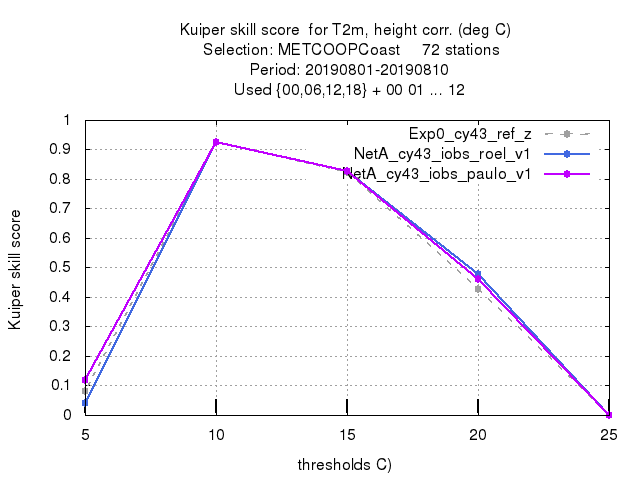 Kuiper skill score  for T2m, height corr. (deg C)
Selection: METCOOPCoast     72 stations
Period: 20190801-20190810
Used {00,06,12,18} + 00 01 ... 12
Exp0_cy43_ref_z
NetA_cy43_iobs_roel_v1
NetA_cy43_iobs_paulo_v1
Kuiper skill score
1
0.9
0.8
0.7
0.6
0.5
0.4
0.3
0.2
0.1
0
5 10 15 20 25
thresholds C)